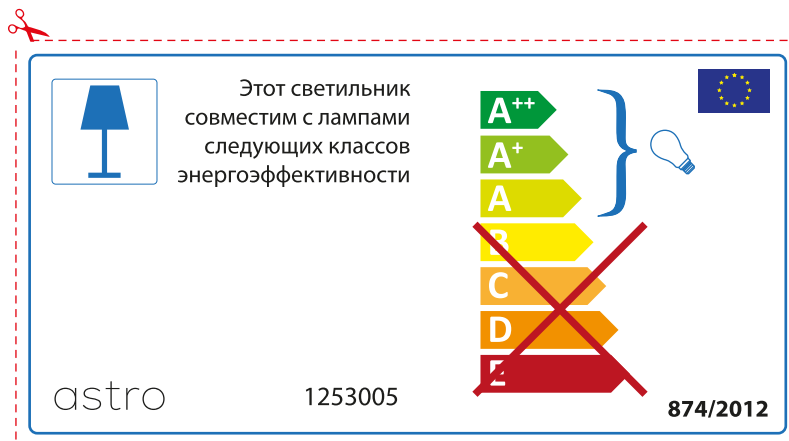 Этот светильник
совместим с лампами
следующих классов
энергоэффективности
A++
A+
A
B
C
D
E
astro
1253005
874/2012